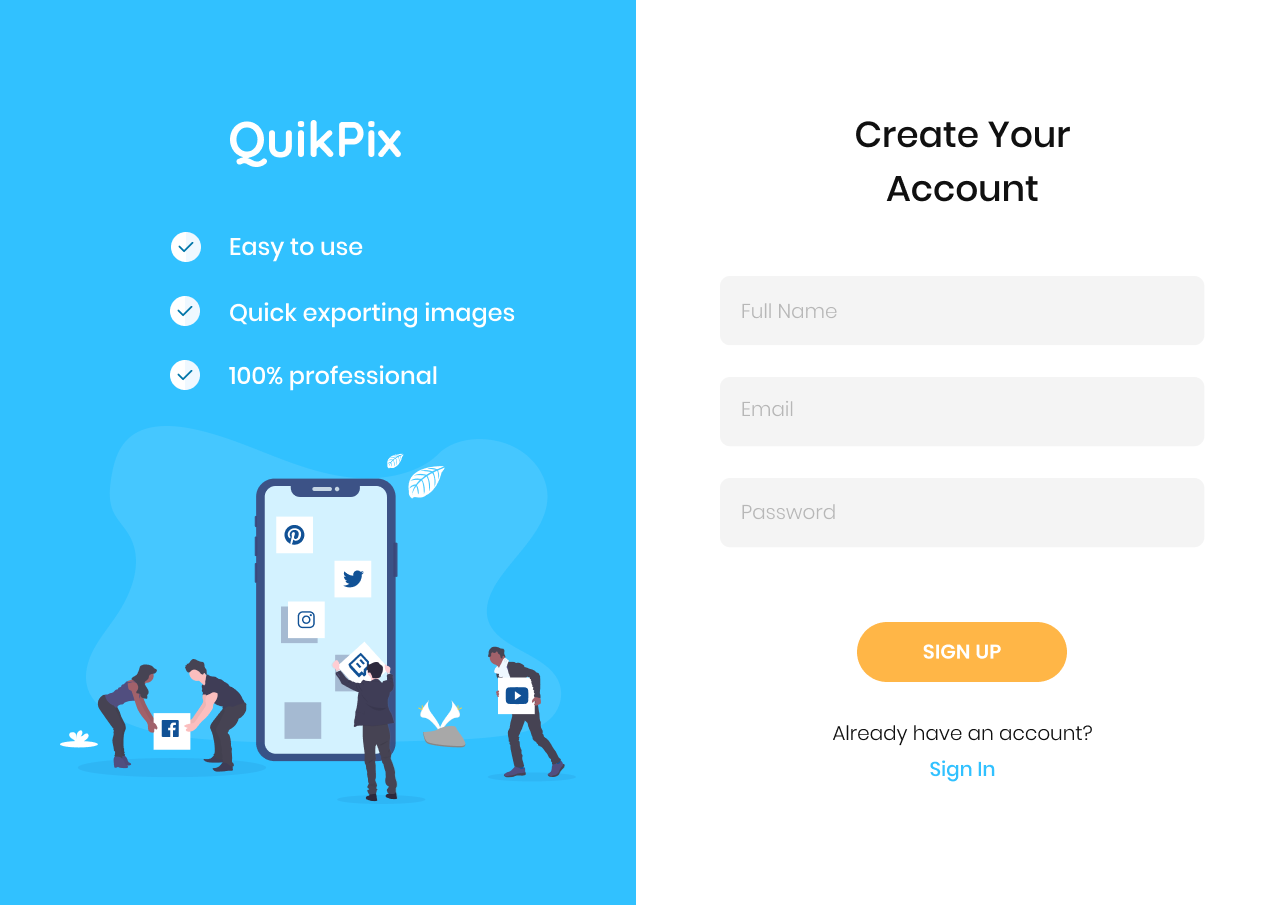 QuikPix
Easy to use
Quick exporting images
100% professional
Create Your
Account
Full Name
Email
Password
SIGN UP
Already have an account?
Sign In